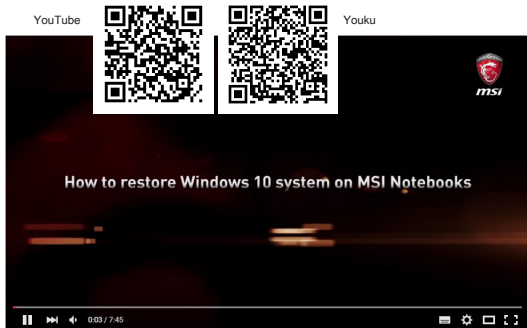 YouTube
Youku
msi
How to restore Windows 10 system on MSI Notebooks
0:03 / 7:45